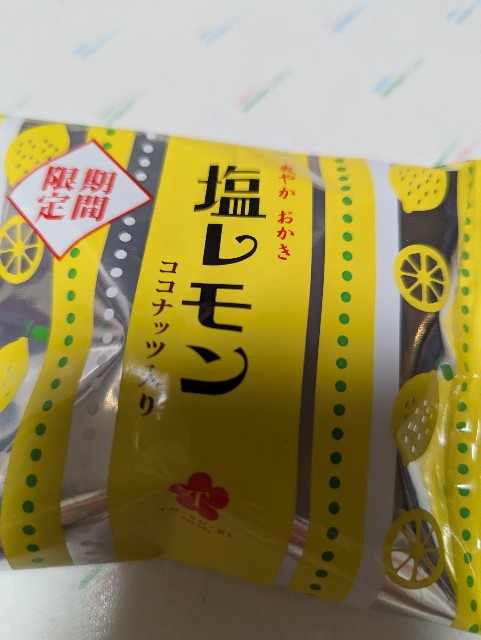 期間
限定
あやか おかき
塩レモン
ココナッツ入り